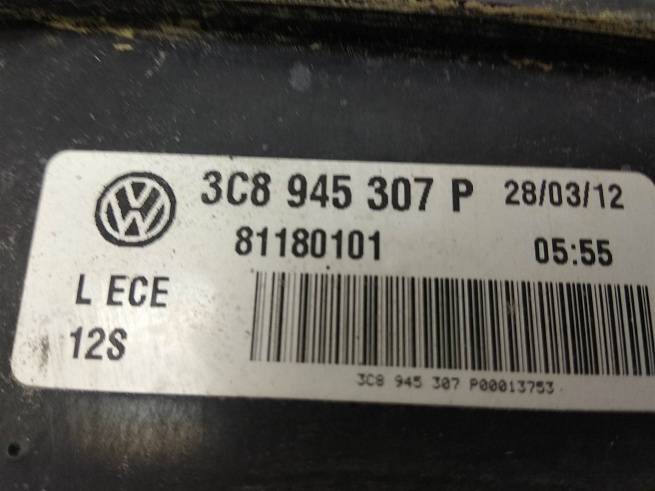 3C8 945 307 P 28/03/12
81180101 05:55
L ECE
12S
3C8 945 307 P00013753